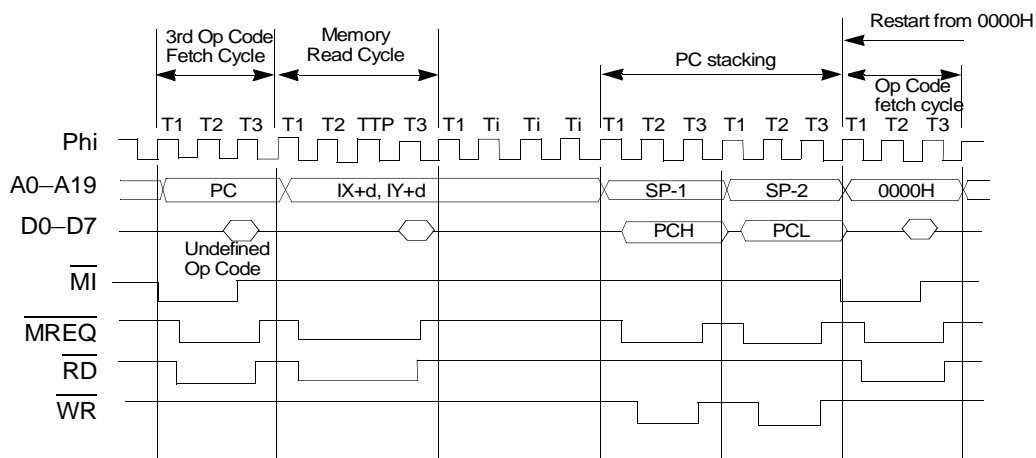 Restart from 0000H
3rd Op Code
Fetch Cycle
Memory
Read Cycle
PC stacking
Op Code
fetch cycle
T1 T2 T3 T1 T2 TTP T3 T1 Ti Ti Ti T1 T2 T3 T1 T2 T3 T1 T2 T3
Phi
A0–A19 PC IX+d, IY+d SP-1 SP-2 0000H
D0–D7 PCH PCL
Undefined
Op Code
MI
MREQ
RD
WR